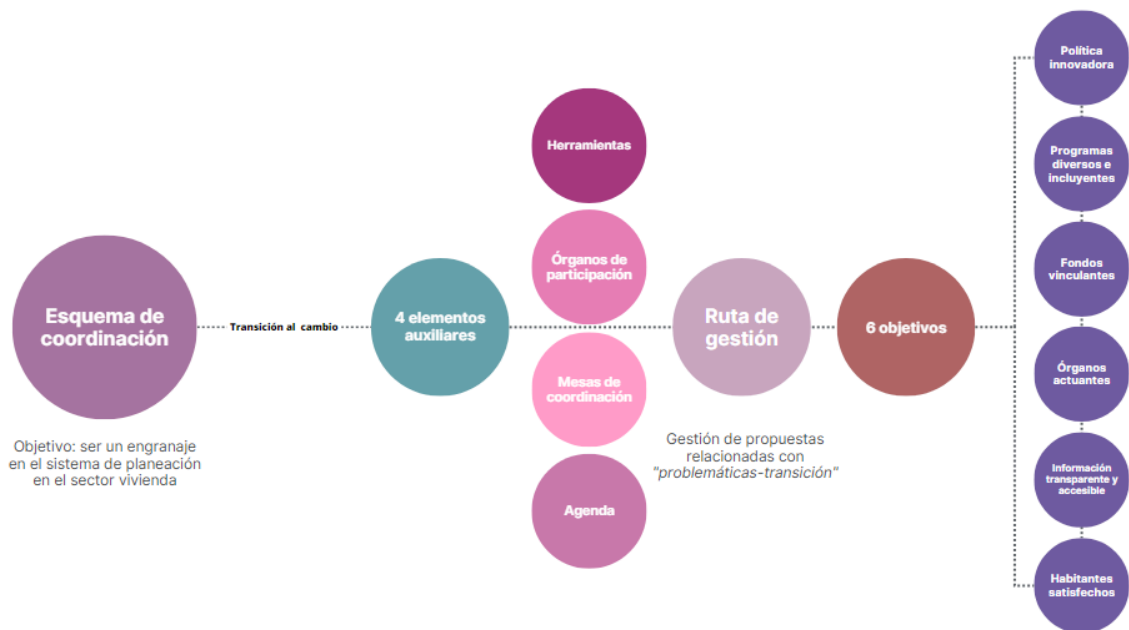 Esquema de
coordinación
Objetivo: ser un engranaje
en el sistema de planeación
en el sector vivienda
Transición al cambio
4 elementos
auxiliares
Herramientas
Órganos de
participación
Mesas de
coordinación
Agenda
Ruta de
gestión
Gestión de propuestas
relacionadas con
"problemáticas-transición"
6 objetivos
Política
innovadora
Programas
diversos e
incluyentes
Fondos
vinculantes
Órganos
actuantes
Información
transparente y
accesible
Habitantes
satisfechos